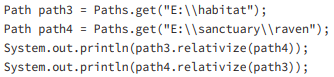 Path path3 = Paths.get("E:\\habitat");
Path path4 = Paths.get("E:\\sanctuary\\raven");
System.out.println(path3.relativize(path4));
System.out.println(path4.relativize(path3));